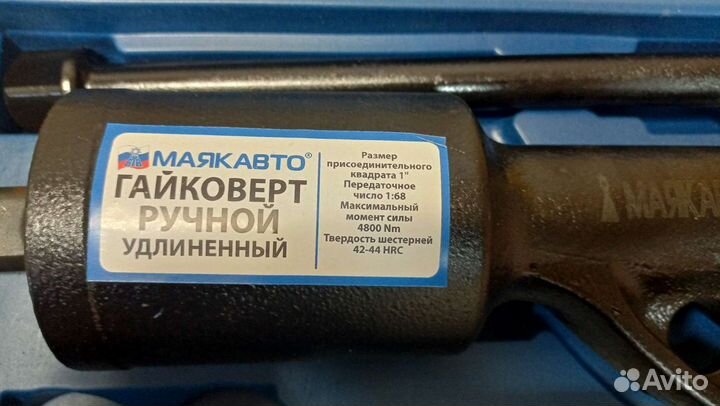 МАЯКАВТО®
ГАЙКОВЕРТ
РУЧНОЙ
УДЛИНЕННЫЙ
Размер
присоединительного
квадрата 1"
Передаточное
число 1:68
Максимальный
момент силы
4800 Nm
Твердость шестерней
42-44 HRC
МАЯКА
Avito